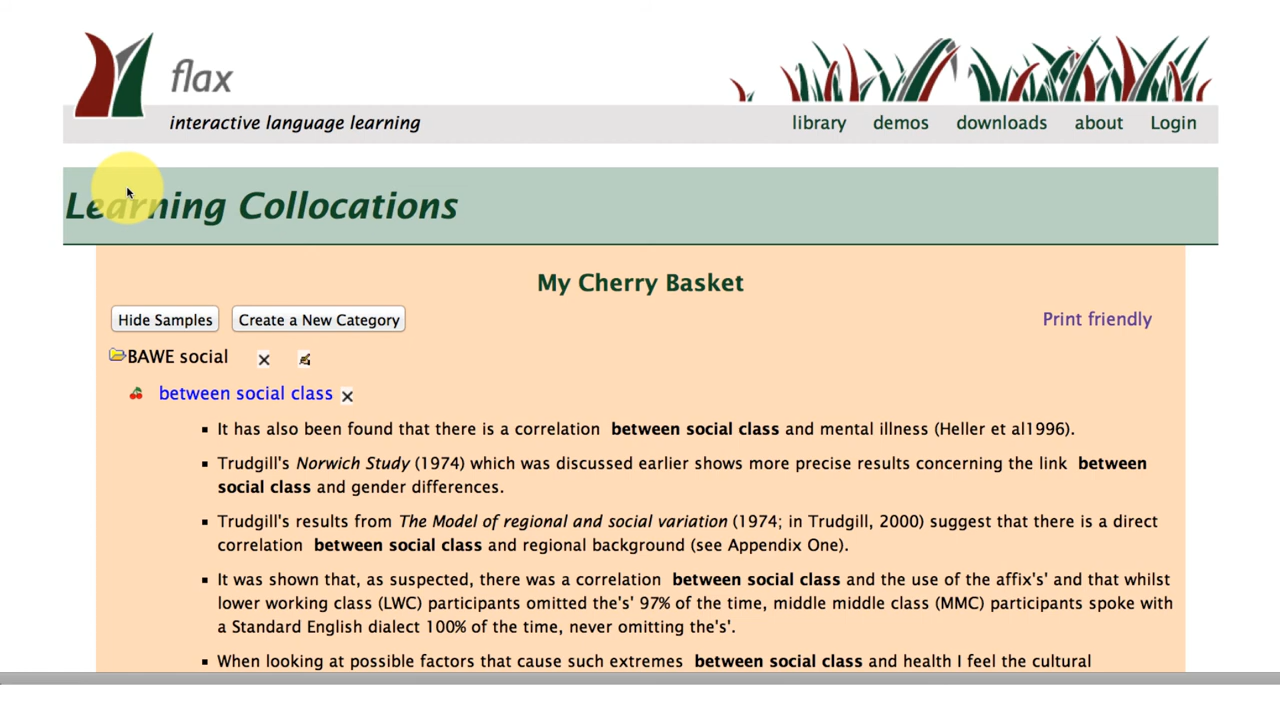 flax
interactive language learning
library demos downloads about Login
Learning Collocations
My Cherry Basket
Hide Samples Create a New Category Print friendly
BAWE social
between social class
It has also been found that there is a correlation between social class and mental illness (Heller et al1996).
Trudgill's Norwich Study (1974) which was discussed earlier shows more precise results concerning the link between
social class and gender differences.
Trudgill's results from The Model of regional and social variation (1974; in Trudgill, 2000) suggest that there is a direct
correlation between social class and regional background (see Appendix One).
It was shown that, as suspected, there was a correlation between social class and the use of the affix's' and that whilst
lower working class (LWC) participants omitted the's' 97% of the time, middle middle class (MMC) participants spoke with
a Standard English dialect 100% of the time, never omitting the's'.
When looking at possible factors that cause such extremes between social class and health I feel the cultural